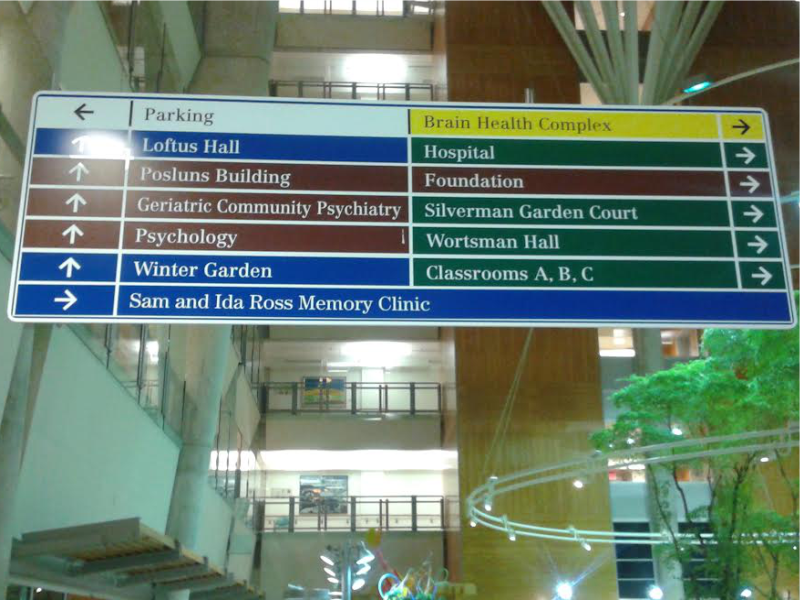 ← Parking
Brain Health Complex →
↑ Loftus Hall
Hospital →
↑ Posluns Building
Foundation →
↑ Geriatric Community Psychiatry
Silverman Garden Court →
↑ Psychology
Wortsman Hall →
↑ Winter Garden
Classrooms A, B, C →
→ Sam and Ida Ross Memory Clinic